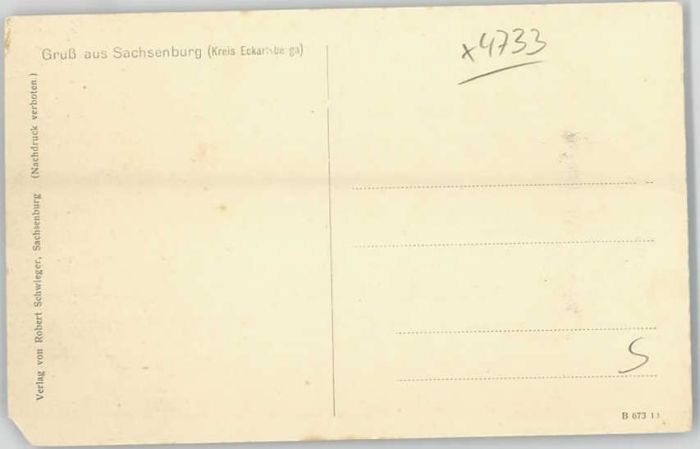 Gruß aus Sachsenburg (Kreis Eckartsberga)
x4733
Verlag von Robert Schwieger, Sachsenburg (Nachdruck verboten.)
S
B 673